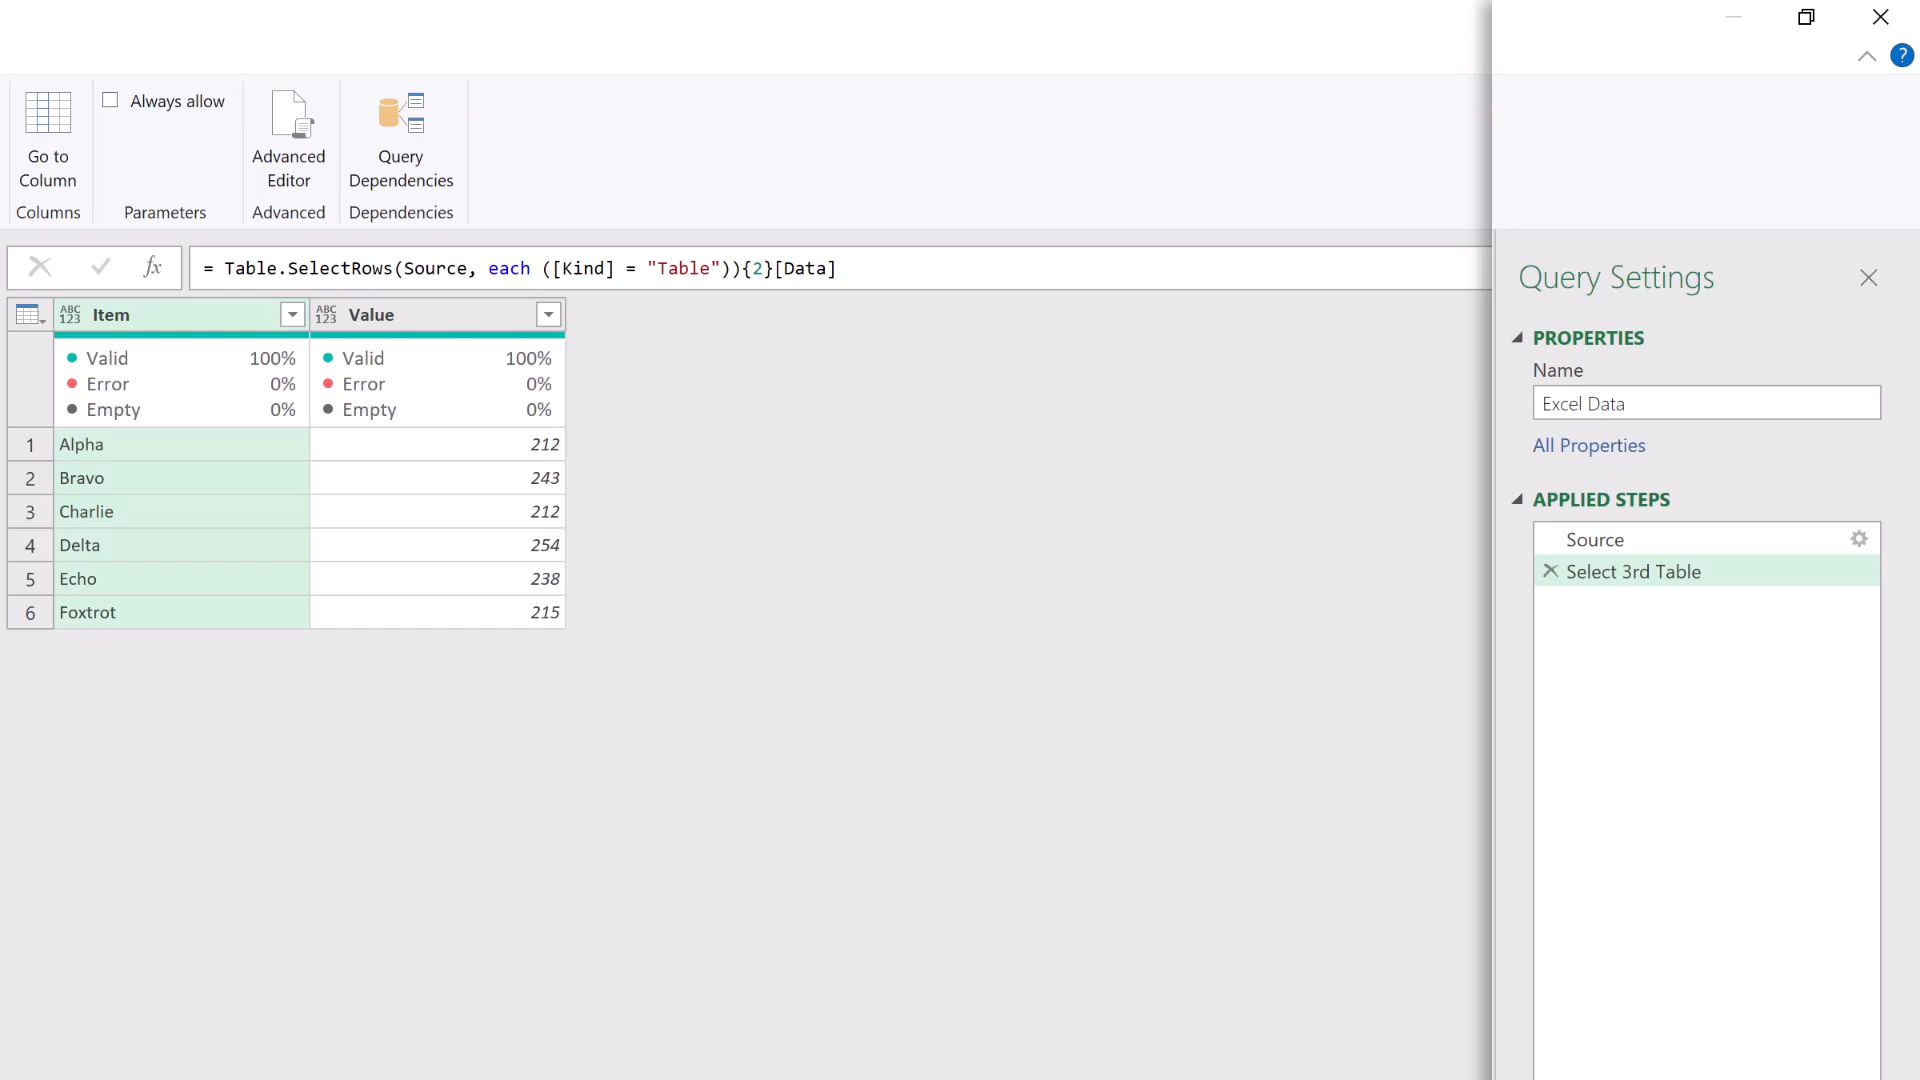 ?
Go to
Column
Columns
Always allow
Parameters
Advanced
Editor
Advanced
Query
Dependencies
Dependencies
fx
= Table.SelectRows(Source, each ([Kind] = "Table")){2}[Data]
ABC
123
Item
ABC
123
Value
Valid 100%
Error 0%
Empty 0%
Valid 100%
Error 0%
Empty 0%
1 Alpha 212
2 Bravo 243
3 Charlie 212
4 Delta 254
5 Echo 238
6 Foxtrot 215
Query Settings
PROPERTIES
Name
Excel Data
All Properties
APPLIED STEPS
Source
Select 3rd Table